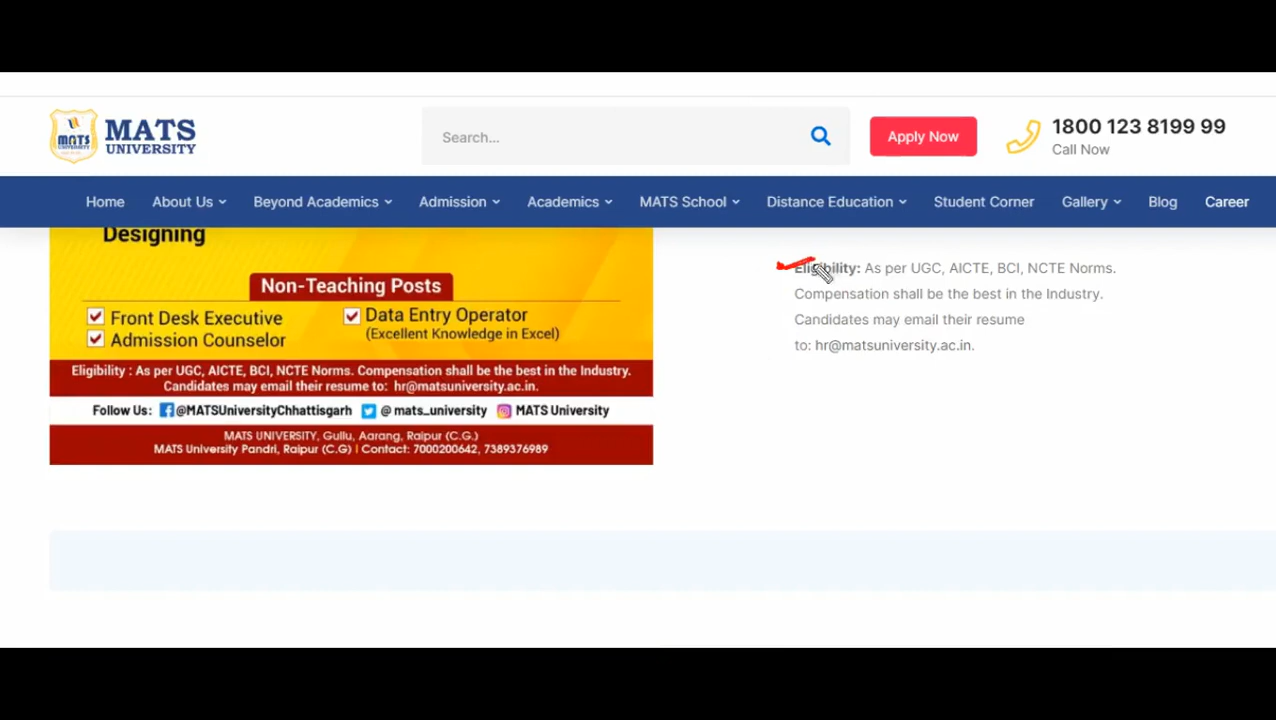 MATS
UNIVERSITY
MATS
Search...
Apply Now
1800 123 8199 99
Call Now
Home
About Us
Beyond Academics
Admission
Academics
MATS School
Distance Education
Student Corner
Gallery
Blog
Career
Designing
Non-Teaching Posts
Front Desk Executive
Admission Counselor
Data Entry Operator
(Excellent Knowledge in Excel)
Eligibility : As per UGC, AICTE, BCI, NCTE Norms. Compensation shall be the best in the Industry.
Candidates may email their resume to: hr@matsuniversity.ac.in.
Follow Us: @MATSUniversityChhattisgarh @ mats_university MATS University
MATS UNIVERSITY, Gullu, Aarang, Raipur (C.G.)
MATS University Pandri, Raipur (C.G) | Contact: 7000200642, 7389376989
Eligibility: As per UGC, AICTE, BCI, NCTE Norms.
Compensation shall be the best in the Industry.
Candidates may email their resume
to: hr@matsuniversity.ac.in.